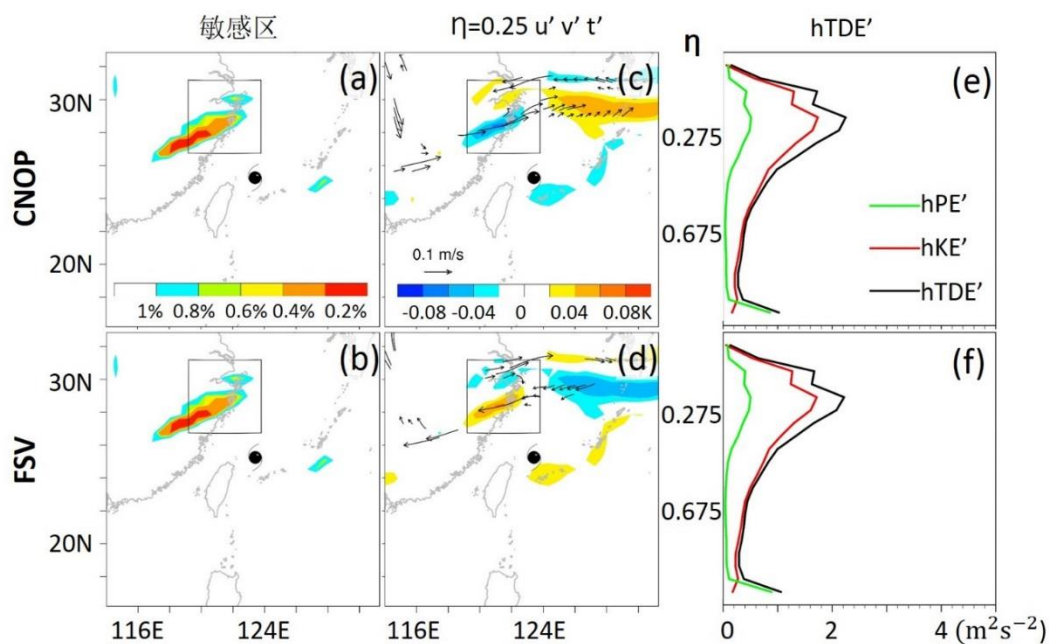 敏感区
η=0.25 u’ v’ t’
η
hTDE’
CNOP
30N
20N
(a)
1% 0.8% 0.6% 0.4% 0.2%
(c)
0.1 m/s
-0.08 -0.04 0 0.04 0.08K
(e)
0.275
0.675
hPE’
hKE’
hTDE’
FSV
30N
20N
(b)
116E 124E
(d)
116E 124E
(f)
0.275
0.675
0 2 4 (m²s⁻²)